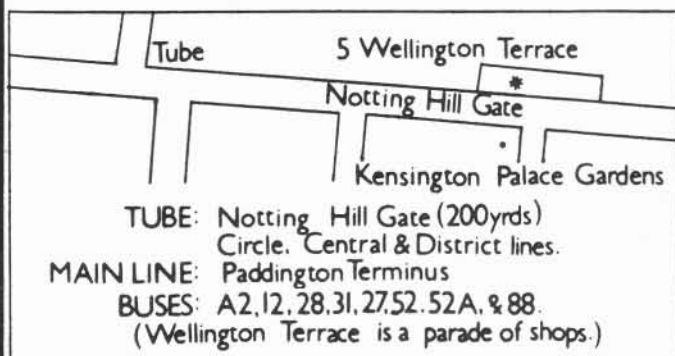 Tube
5 Wellington Terrace
*
Notting Hill Gate
Kensington Palace Gardens
TUBE: Notting Hill Gate (200yrds)
Circle. Central & District lines.
MAIN LINE: Paddington Terminus
BUSES: A2, 12, 28, 31, 27, 52. 52A, & 88.
(Wellington Terrace is a parade of shops.)